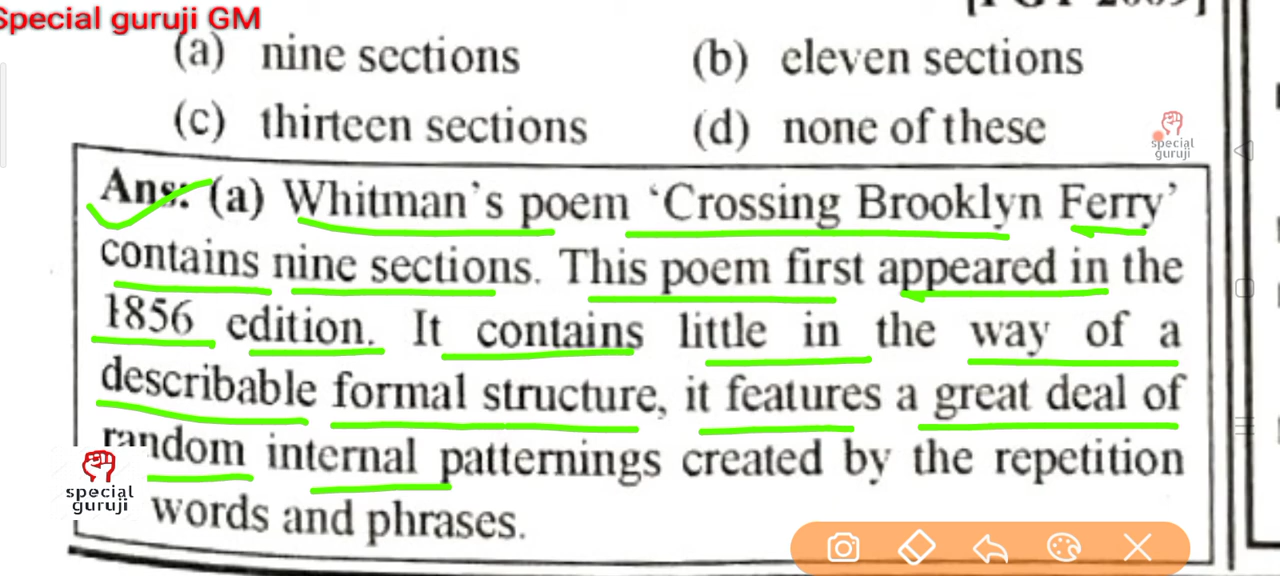 Special guruji GM
(a) nine sections (b) eleven sections
(c) thirteen sections (d) none of these
special
guruji
Ans: (a) Whitman's poem 'Crossing Brooklyn Ferry'
contains nine sections. This poem first appeared in the
1856 edition. It contains little in the way of a
describable formal structure, it features a great deal of
random internal patternings created by the repetition
words and phrases.
special
guruji